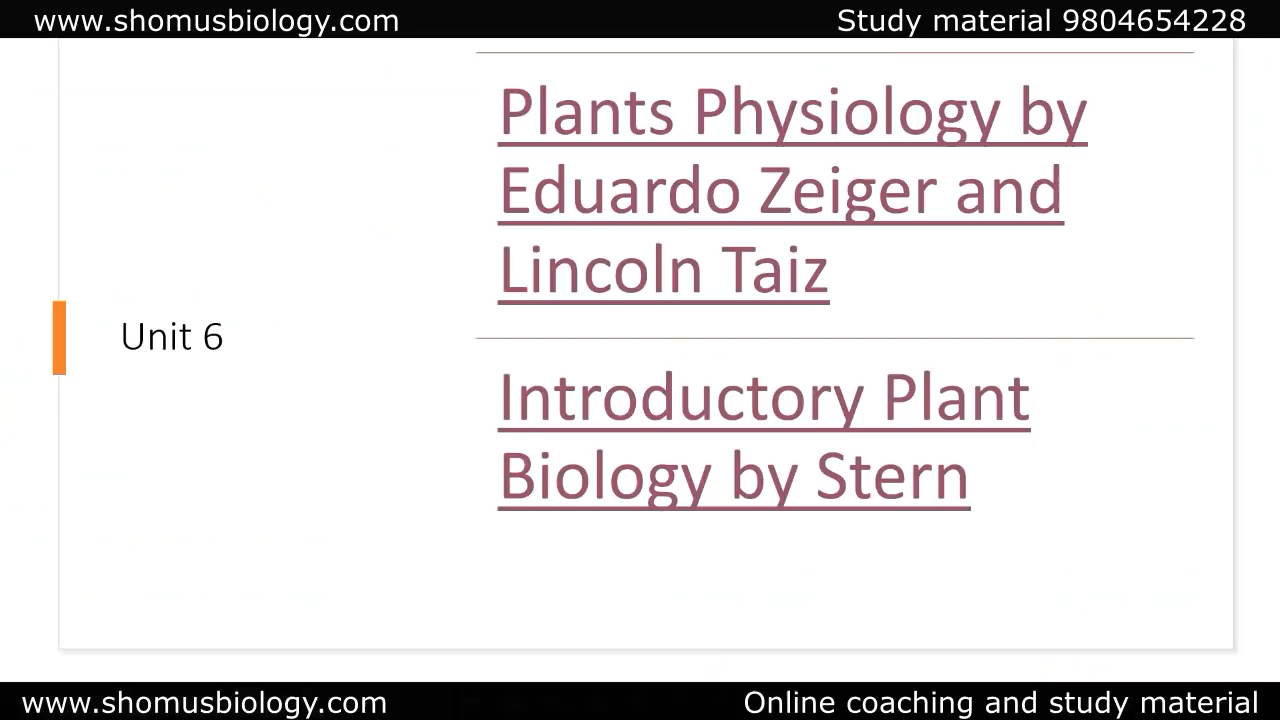 www.shomusbiology.com
Study material 9804654228
Plants Physiology by
Eduardo Zeiger and
Lincoln Taiz
Unit 6
Introductory Plant
Biology by Stern
www.shomusbiology.com
Online coaching and study material